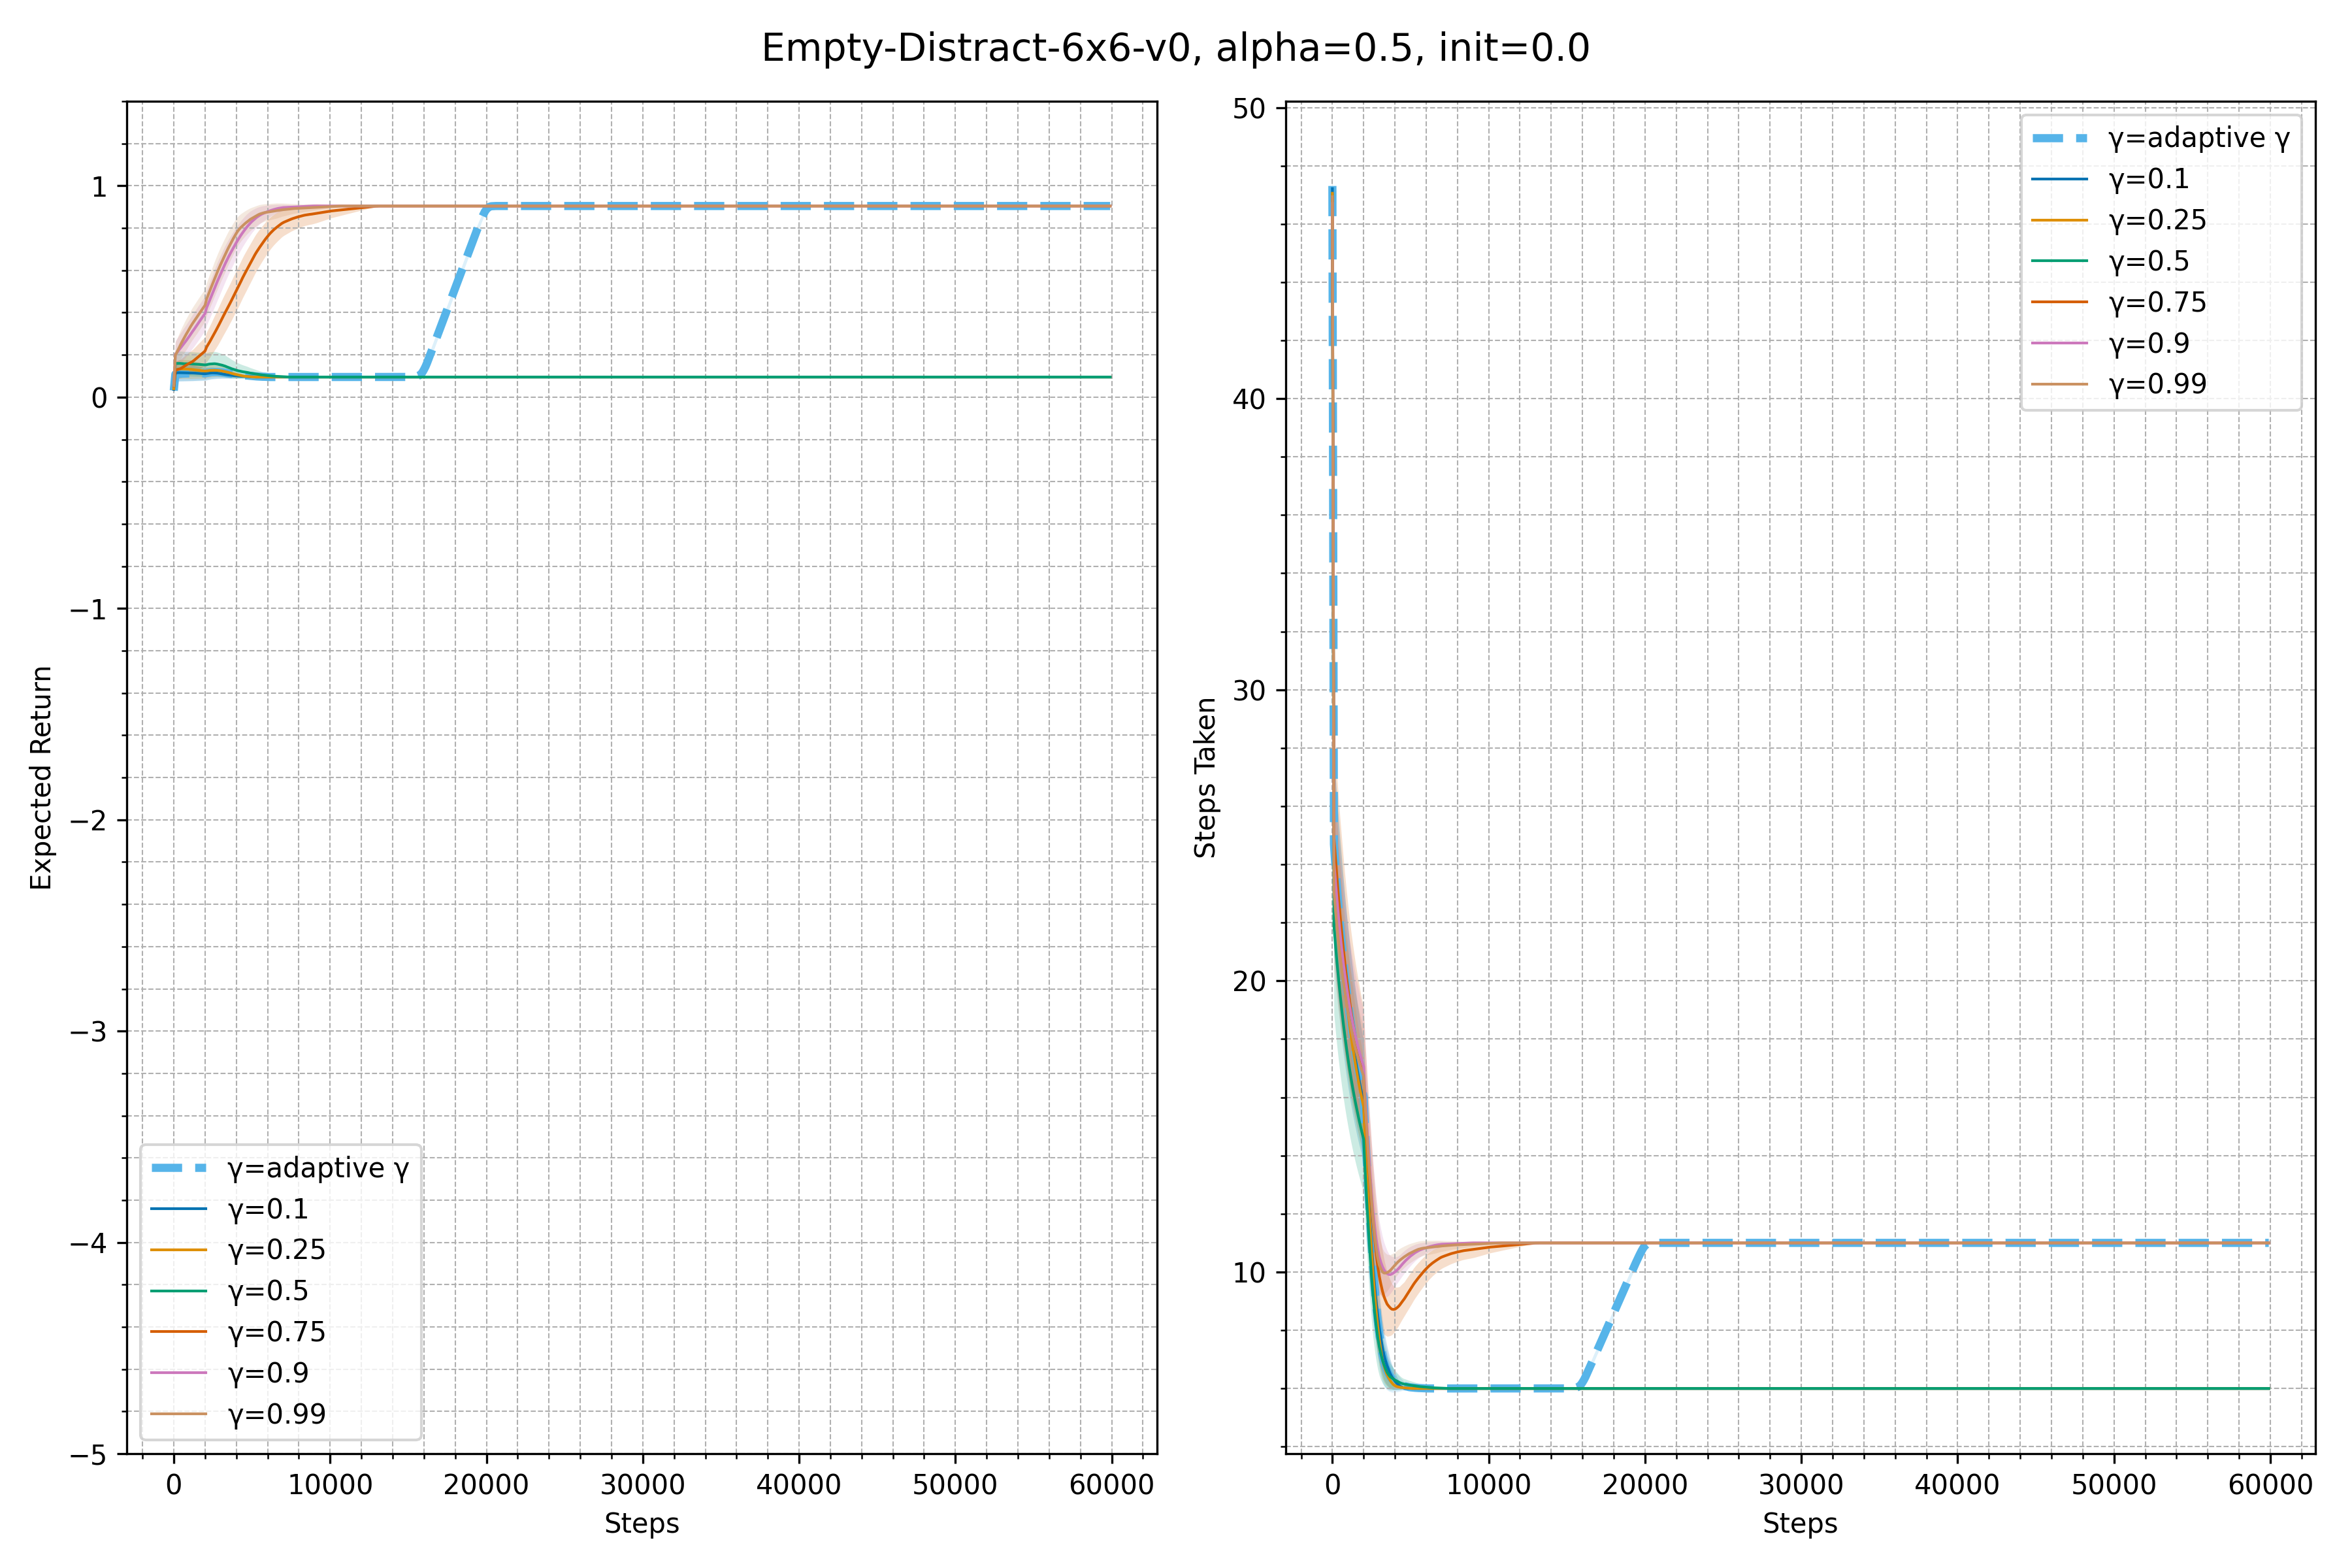 Empty-Distract-6x6-v0, alpha=0.5, init=0.0
Expected Return
1
0
−1
−2
−3
−4
−5
γ=adaptive γ
γ=0.1
γ=0.25
γ=0.5
γ=0.75
γ=0.9
γ=0.99
0 10000 20000 30000 40000 50000 60000
Steps
Steps Taken
50
40
30
20
10
γ=adaptive γ
γ=0.1
γ=0.25
γ=0.5
γ=0.75
γ=0.9
γ=0.99
0 10000 20000 30000 40000 50000 60000
Steps